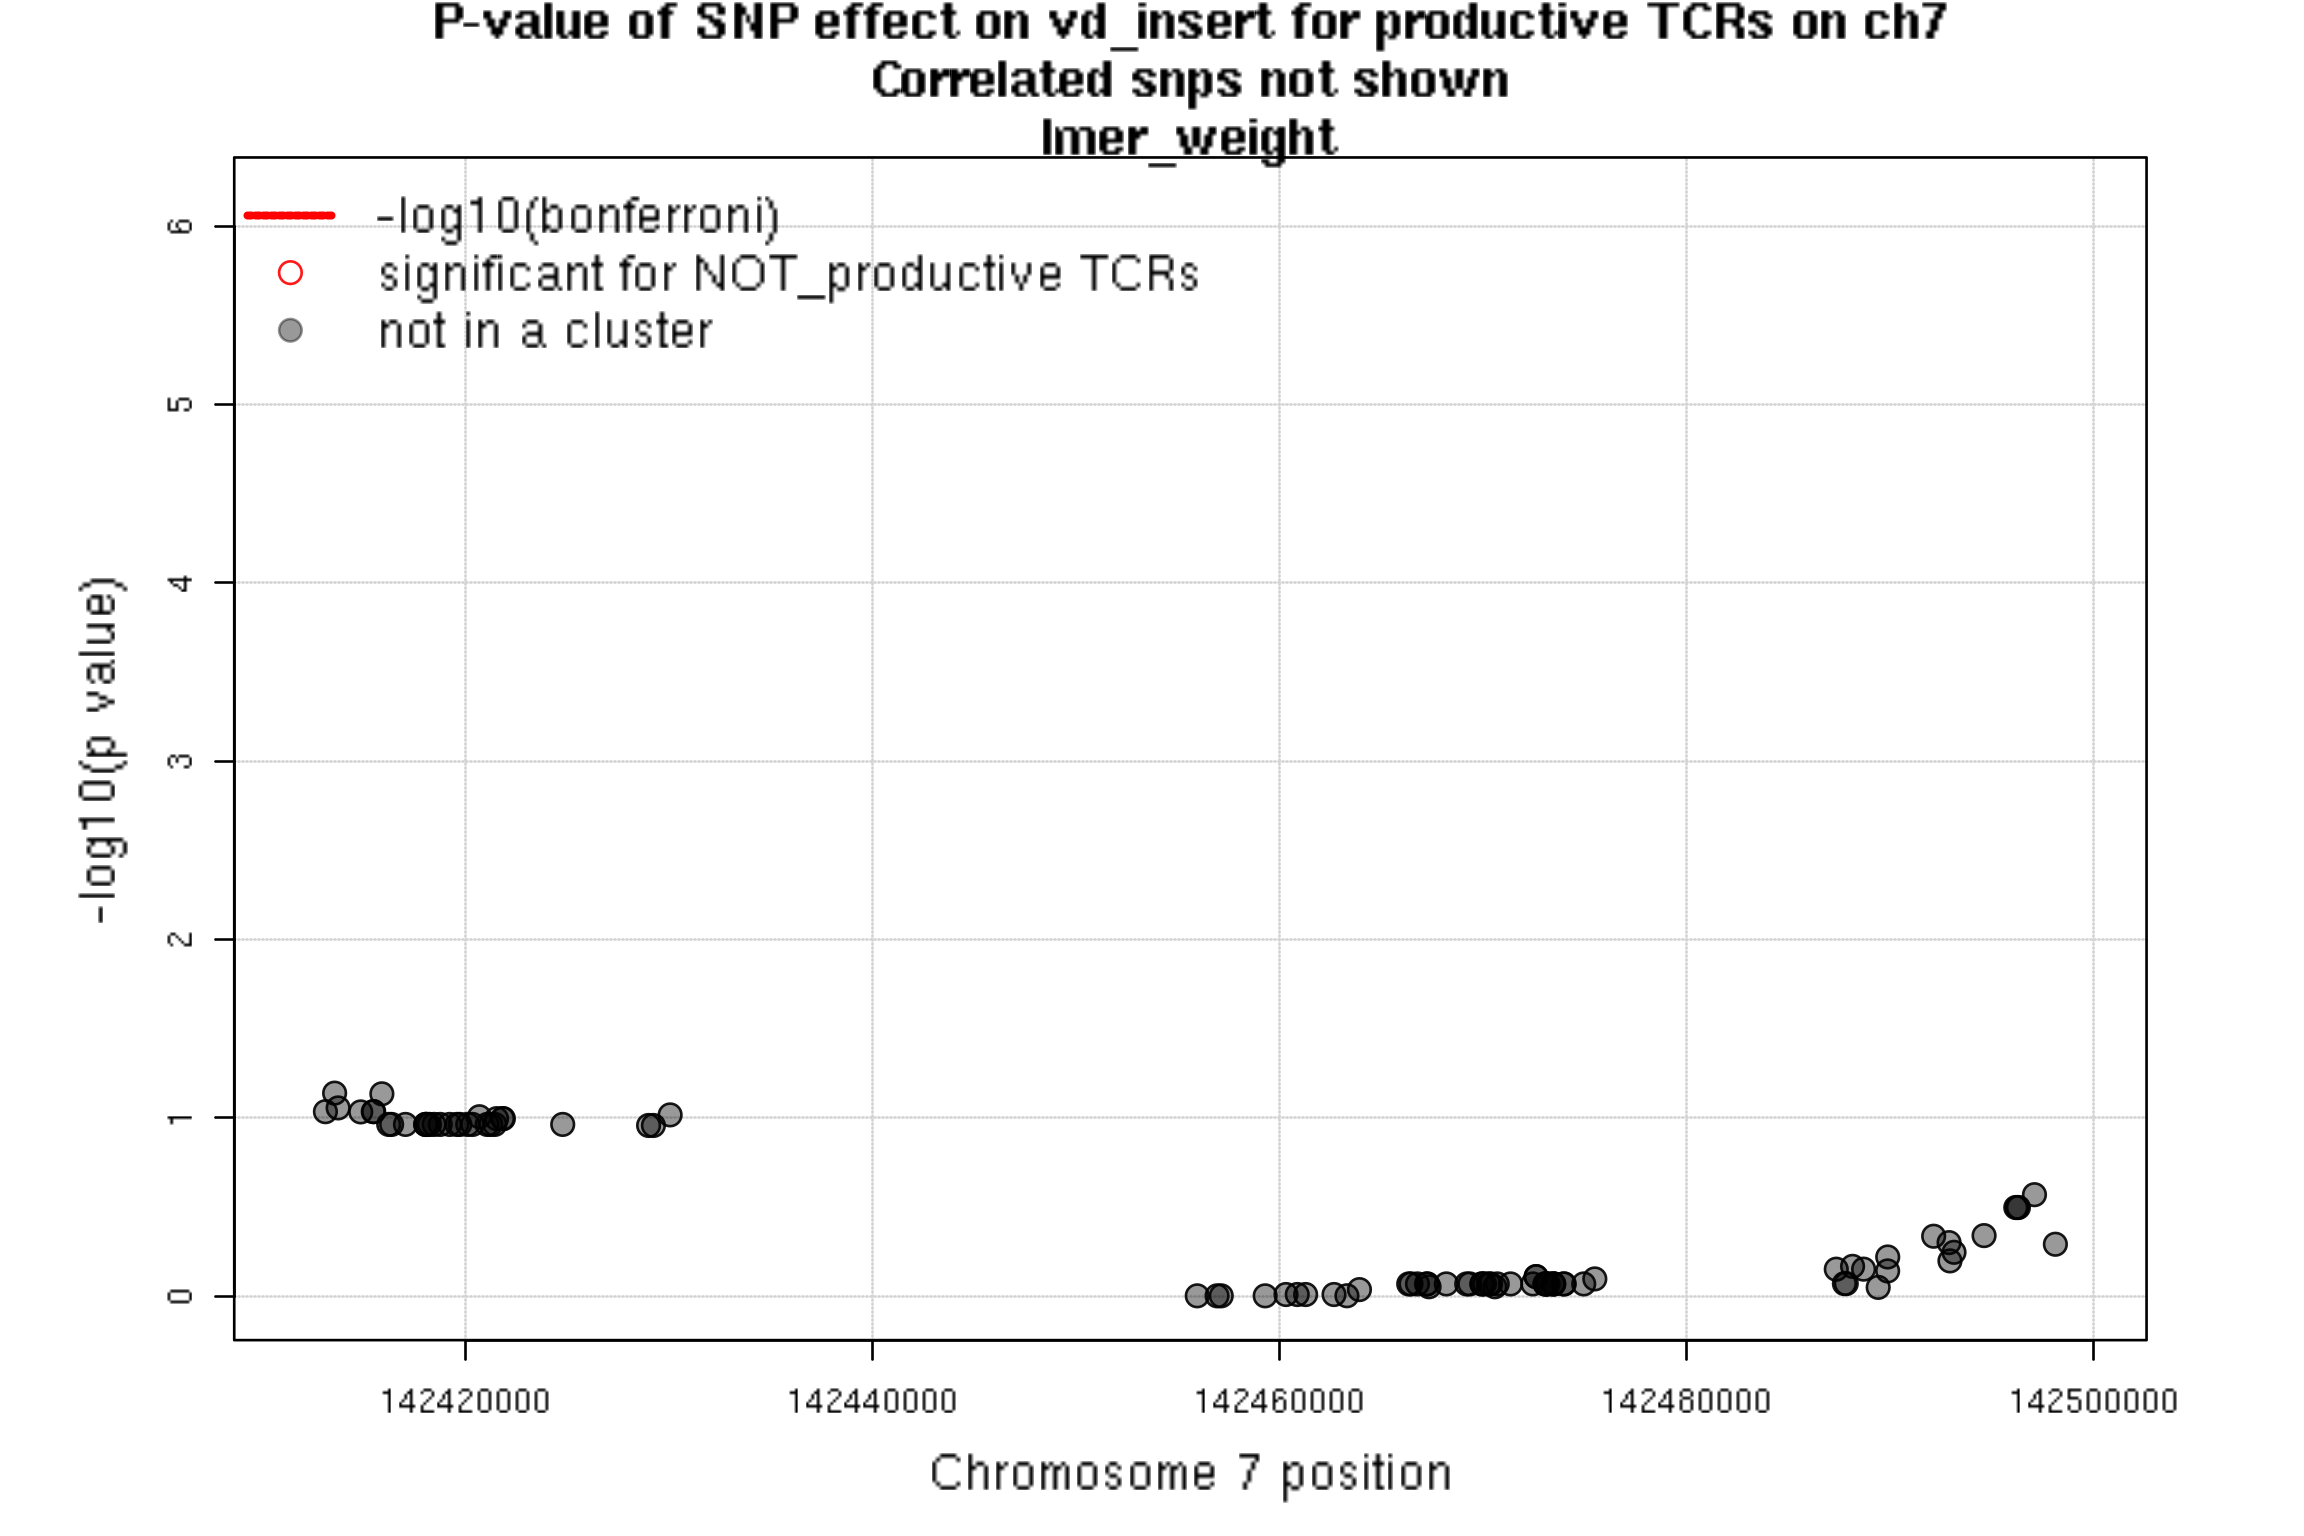 P-value of SNP effect on vd_insert for productive TCRs on ch7
Correlated snps not shown
lmer_weight
-log10(bonferroni)
significant for NOT_productive TCRs
not in a cluster
6
5
4
3
2
1
0
-log10(p value)
142420000 142440000 142460000 142480000 142500000
Chromosome 7 position